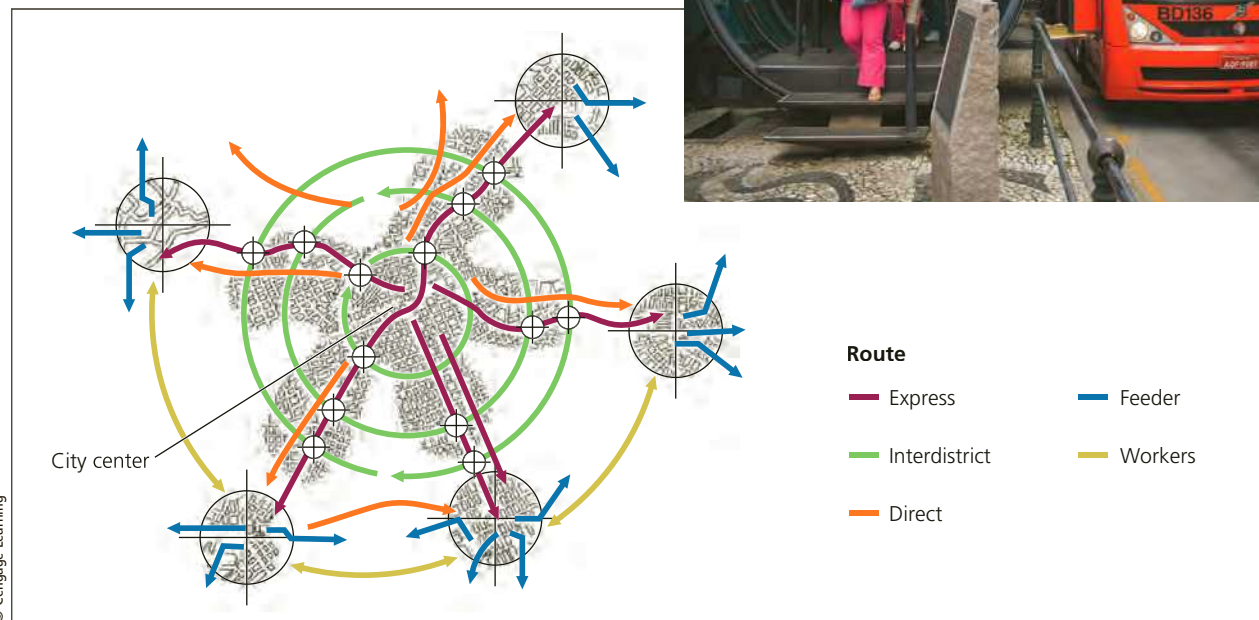 BD136
City center
Route
Express
Feeder
Interdistrict
Workers
Direct
© Cengage Learning